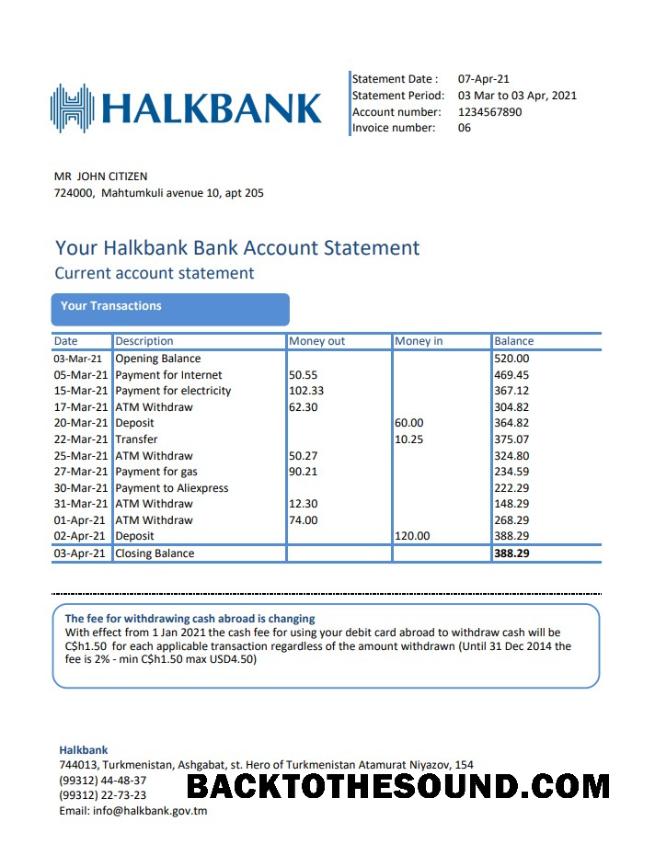 HALKBANK
Statement Date : 07-Apr-21
Statement Period: 03 Mar to 03 Apr, 2021
Account number: 1234567890
Invoice number: 06
MR JOHN CITIZEN
724000, Mahtumkuli avenue 10, apt 205
Your Halkbank Bank Account Statement
Current account statement
Your Transactions
Date Description Money out Money in Balance
03-Mar-21 Opening Balance 520.00
05-Mar-21 Payment for Internet 50.55 469.45
15-Mar-21 Payment for electricity 102.33 367.12
17-Mar-21 ATM Withdraw 62.30 304.82
20-Mar-21 Deposit 60.00 364.82
22-Mar-21 Transfer 10.25 375.07
25-Mar-21 ATM Withdraw 50.27 324.80
27-Mar-21 Payment for gas 90.21 234.59
30-Mar-21 Payment to Aliexpress 222.29
31-Mar-21 ATM Withdraw 12.30 148.29
01-Apr-21 ATM Withdraw 74.00 268.29
02-Apr-21 Deposit 120.00 388.29
03-Apr-21 Closing Balance 388.29
The fee for withdrawing cash abroad is changing
With effect from 1 Jan 2021 the cash fee for using your debit card abroad to withdraw cash will be
C$h1.50 for each applicable transaction regardless of the amount withdrawn (Until 31 Dec 2014 the
fee is 2% - min C$h1.50 max USD4.50)
Halkbank
744013, Turkmenistan, Ashgabat, st. Hero of Turkmenistan Atamurat Niyazov, 154
(99312) 44-48-37
(99312) 22-73-23
Email: info@halkbank.gov.tm
BACKTOTHESOUND.COM